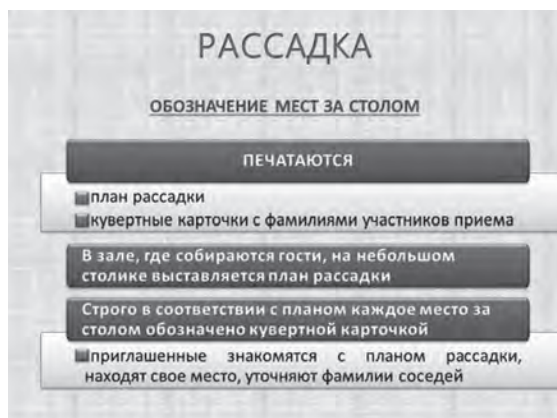 РАССАДКА
ОБОЗНАЧЕНИЕ МЕСТ ЗА СТОЛОМ
ПЕЧАТАЮТСЯ
план рассадки
кувертные карточки с фамилиями участников приема
В зале, где собираются гости, на небольшом
столике выставляется план рассадки
Строго в соответствии с планом каждое место за
столом обозначено кувертной карточкой
приглашенные знакомятся с планом рассадки,
находят свое место, уточняют фамилии соседей